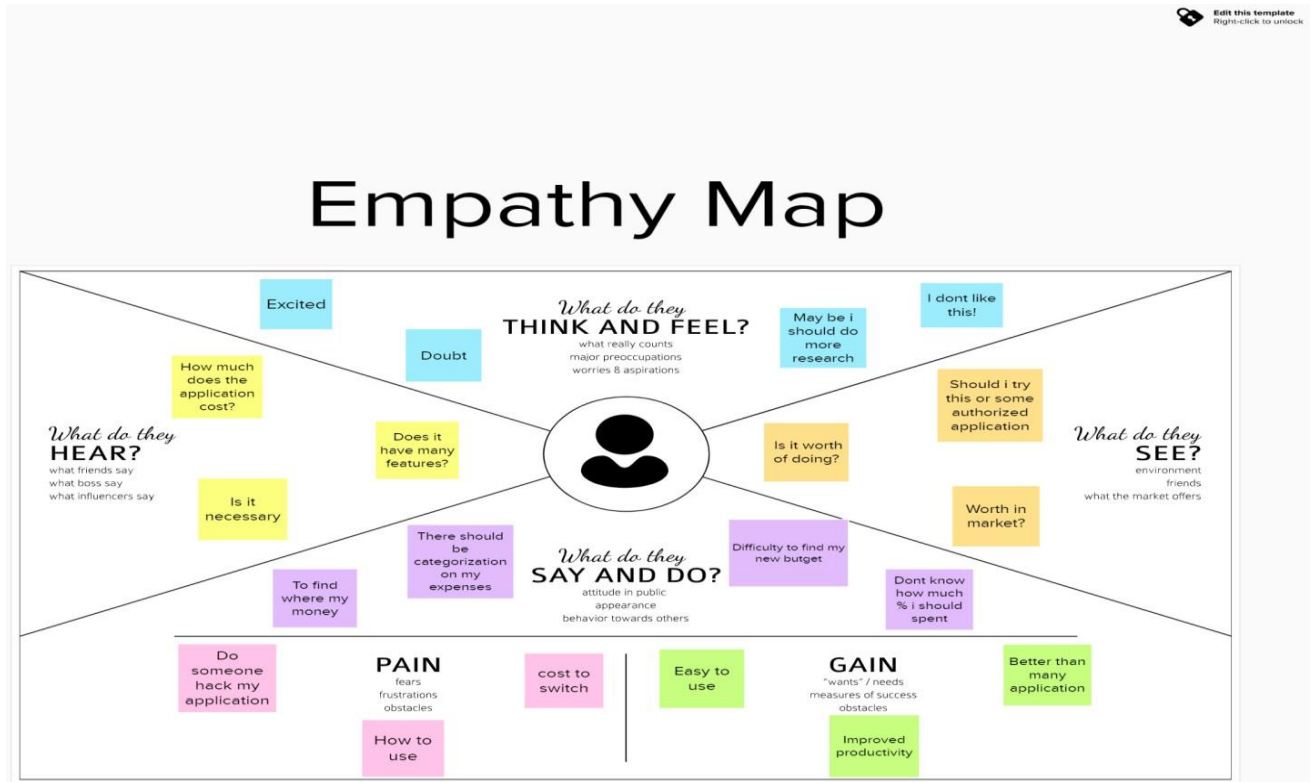 Edit this template
Right-click to unlock
Empathy Map
Excited
Doubt
What do they
THINK AND FEEL?
what really counts
major preoccupations
worries & aspirations
May be i
should do
more
research
I dont like
this!
How much
does the
application
cost?
Does it
have many
features?
Is it
necessary
What do they
HEAR?
what friends say
what boss say
what influencers say
Should i try
this or some
authorized
application
Is it worth
of doing?
Worth in
market?
What do they
SEE?
environment
friends
what the market offers
To find
where my
money
There should
be
categorization
on my
expenses
What do they
SAY AND DO?
attitude in public
appearance
behavior towards others
Difficulty to find my
new butget
Dont know
how much
% i should
spent
Do
someone
hack my
application
PAIN
fears
frustrations
obstacles
cost to
switch
How to
use
Easy to
use
GAIN
"wants" / needs
measures of success
obstacles
Better than
many
application
Improved
productivity